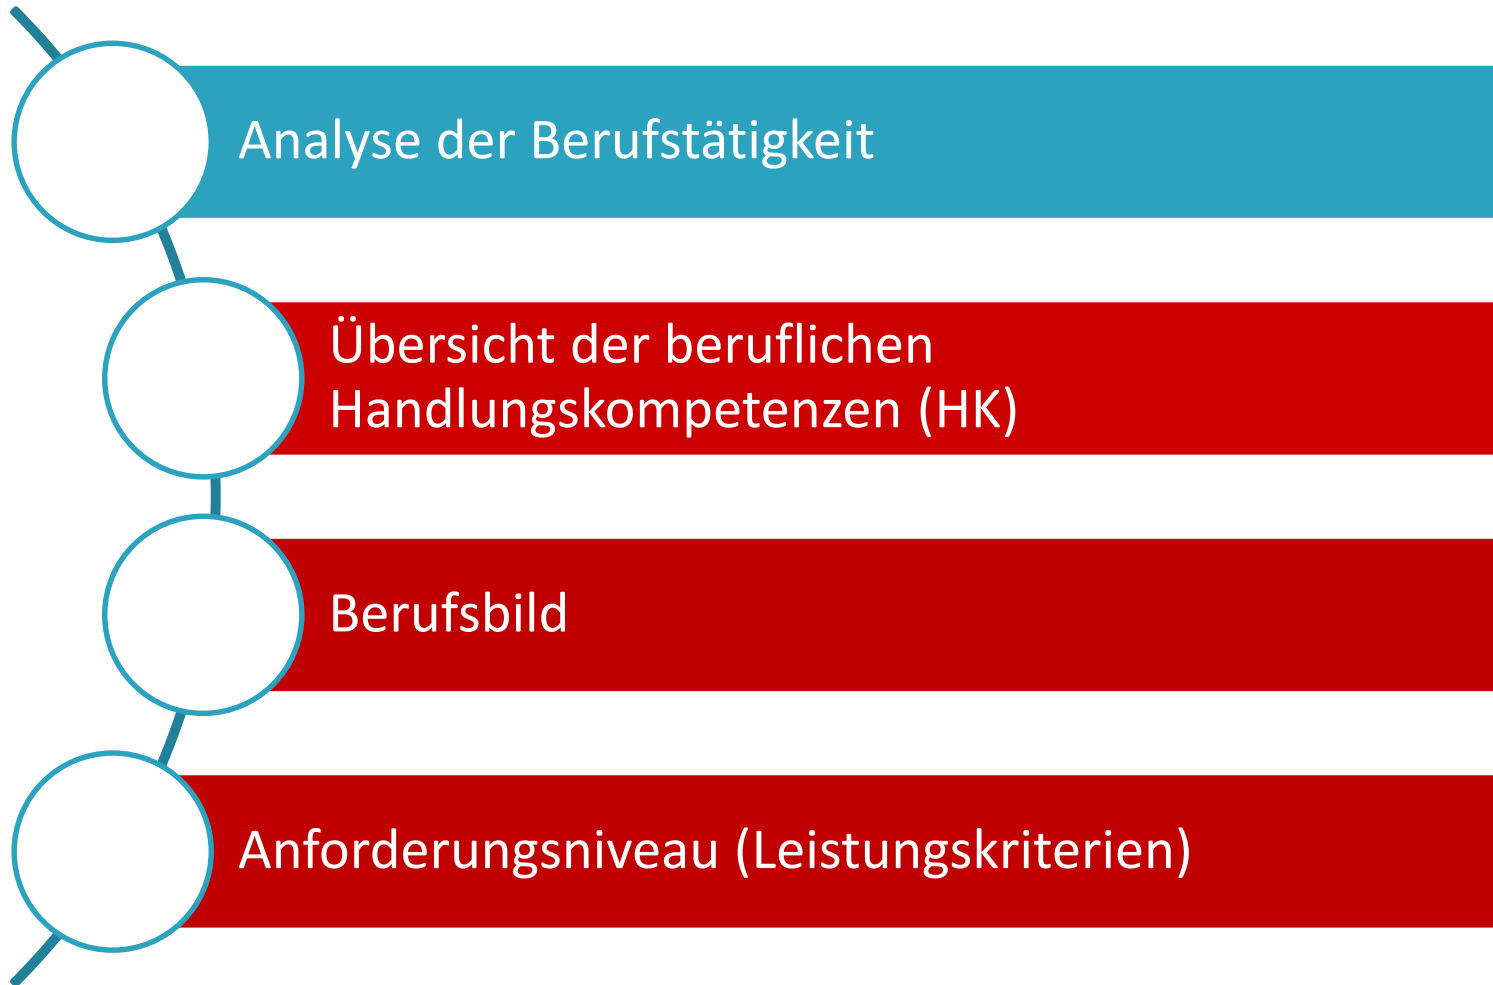 Analyse der Berufstätigkeit
Übersicht der beruflichen
Handlungskompetenzen (HK)
Berufsbild
Anforderungsniveau (Leistungskriterien)